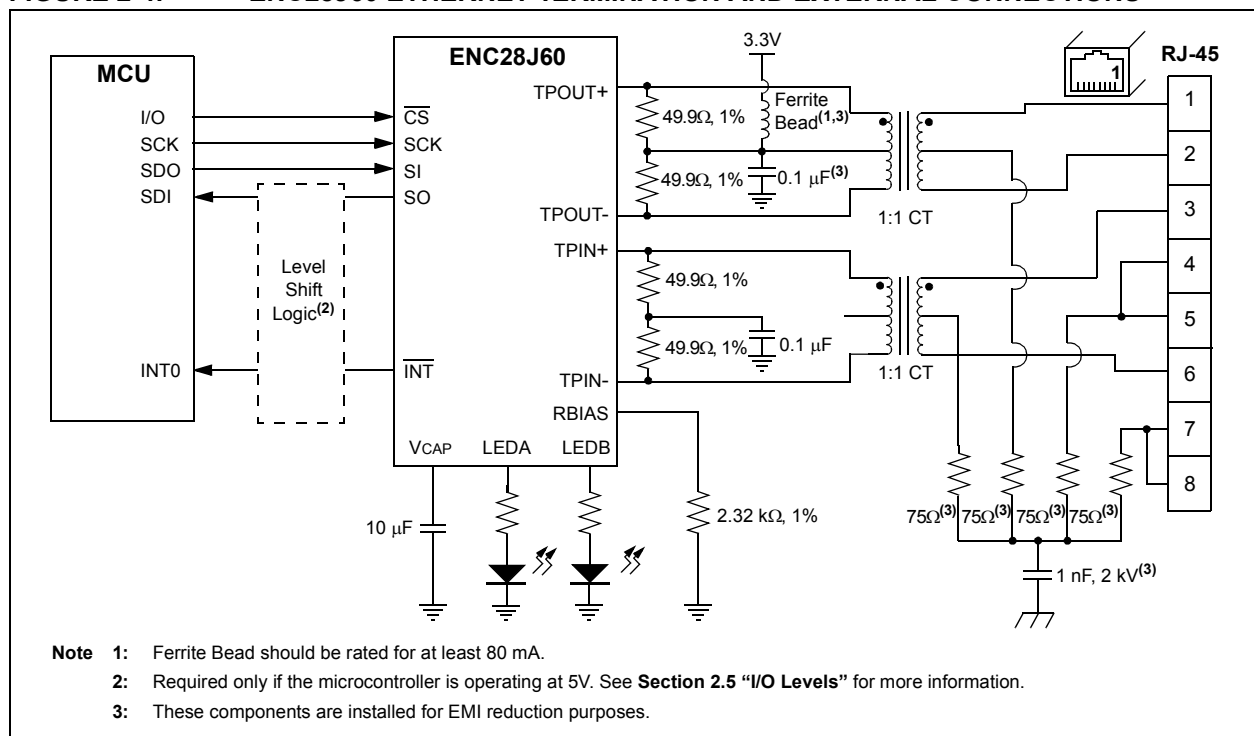 MCU
I/O
SCK
SDO
SDI
INT0
Level
Shift
Logic(2)
ENC28J60
CS
SCK
SI
SO
INT
TPOUT+
TPOUT-
TPIN+
TPIN-
RBIAS
VCAP
LEDA
LEDB
10 μF
2.32 kΩ, 1%
3.3V
Ferrite
Bead(1,3)
49.9Ω, 1%
49.9Ω, 1%
0.1 μF(3)
1:1 CT
49.9Ω, 1%
49.9Ω, 1%
0.1 μF
1:1 CT
1
RJ-45
1
2
3
4
5
6
7
8
75Ω(3) 75Ω(3) 75Ω(3) 75Ω(3)
1 nF, 2 kV(3)
Note 1: Ferrite Bead should be rated for at least 80 mA.
2: Required only if the microcontroller is operating at 5V. See Section 2.5 “I/O Levels” for more information.
3: These components are installed for EMI reduction purposes.